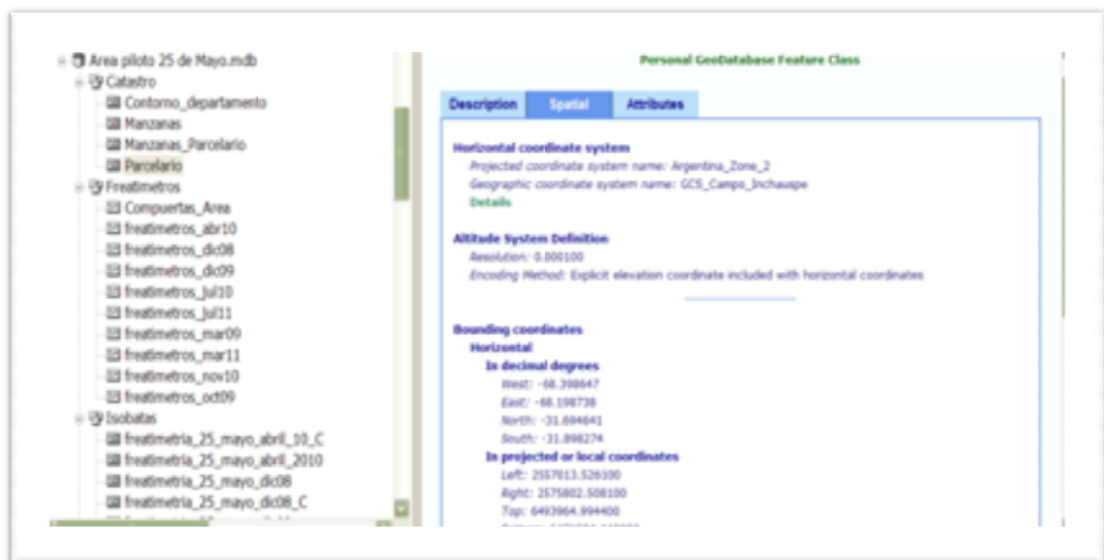 Area piloto 25 de Mayo.mdb
Catastro
Contorno_departamento
Manzanas
Manzanas_Parcelario
Parcelario
Freatimetros
Compuertas_Area
freatimetros_abr10
freatimetros_dic08
freatimetros_dic09
freatimetros_jul10
freatimetros_jul11
freatimetros_mar09
freatimetros_mar11
freatimetros_nov10
freatimetros_oct09
Isobatas
freatimetria_25_mayo_abril_10_C
freatimetria_25_mayo_abril_2010
freatimetria_25_mayo_dic08
freatimetria_25_mayo_dic08_C
Personal GeoDatabase Feature Class
Description Spatial Attributes
Horizontal coordinate system
Projected coordinate system name: Argentina_Zone_2
Geographic coordinate system name: GCS_Campo_Inchauspe
Details
Altitude System Definition
Resolution: 0.000100
Encoding Method: Explicit elevation coordinate included with horizontal coordinates
Bounding coordinates
Horizontal
In decimal degrees
West: -68.398647
East: -68.198738
North: -31.694641
South: -31.898274
In projected or local coordinates
Left: 2557013.526100
Right: 2575802.508100
Top: 6493964.994400